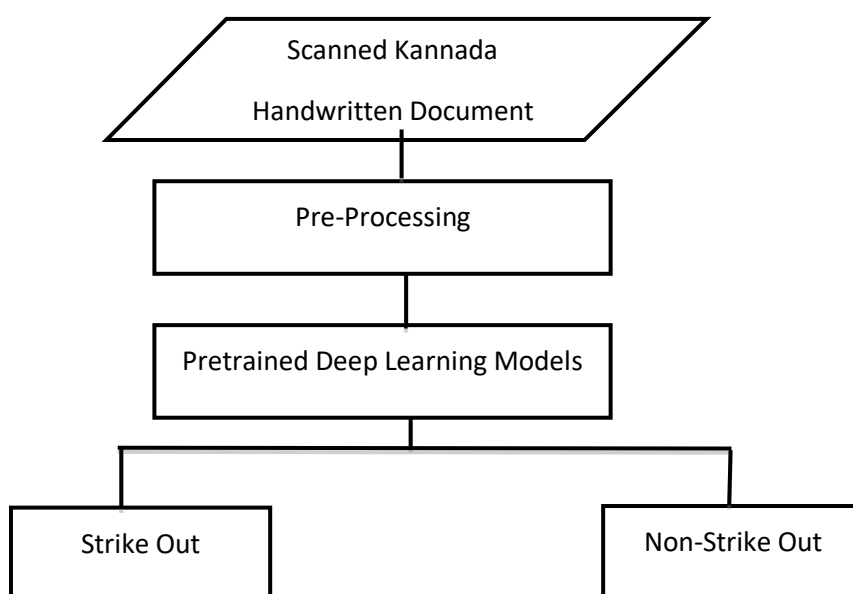 Scanned Kannada
Handwritten Document
Pre-Processing
Pretrained Deep Learning Models
Strike Out
Non-Strike Out